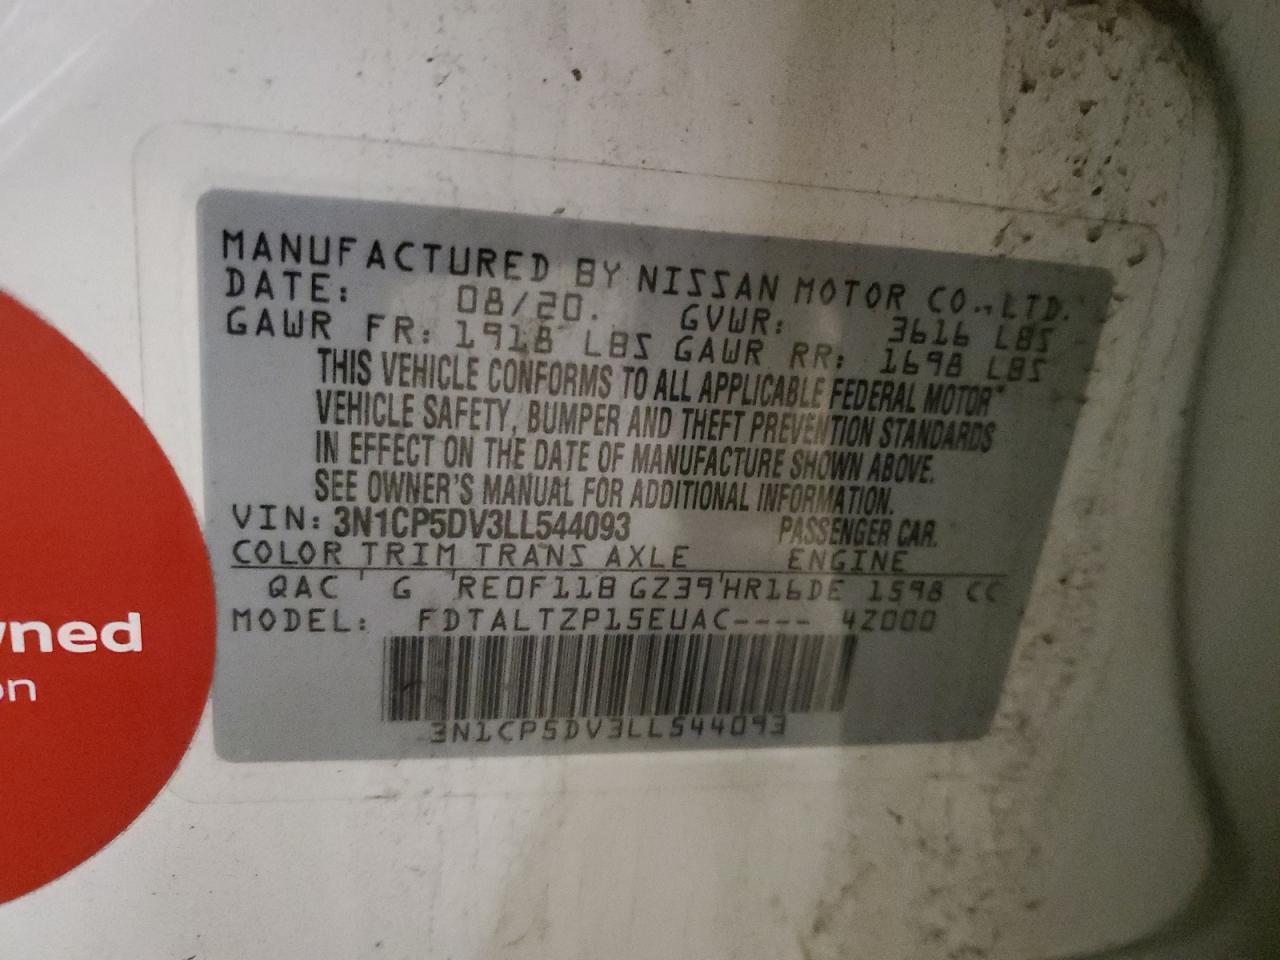 MANUFACTURED BY NISSAN MOTOR CO.,LTD.
DATE: 08/20. GVWR: 3616 LBS
GAWR FR: 1918 LBS GAWR RR: 1698 LBS
THIS VEHICLE CONFORMS TO ALL APPLICABLE FEDERAL MOTOR
VEHICLE SAFETY, BUMPER AND THEFT PREVENTION STANDARDS
IN EFFECT ON THE DATE OF MANUFACTURE SHOWN ABOVE.
SEE OWNER'S MANUAL FOR ADDITIONAL INFORMATION.
VIN: 3N1CP5DV3LL544093 PASSENGER CAR.
COLOR TRIM TRANS AXLE ENGINE
QAC G RE0F11B GZ39 HR16DE 1598 CC
MODEL: FDTALTZP15EUAC---- 42000
3N1CP5DV3LL544093
wned
on